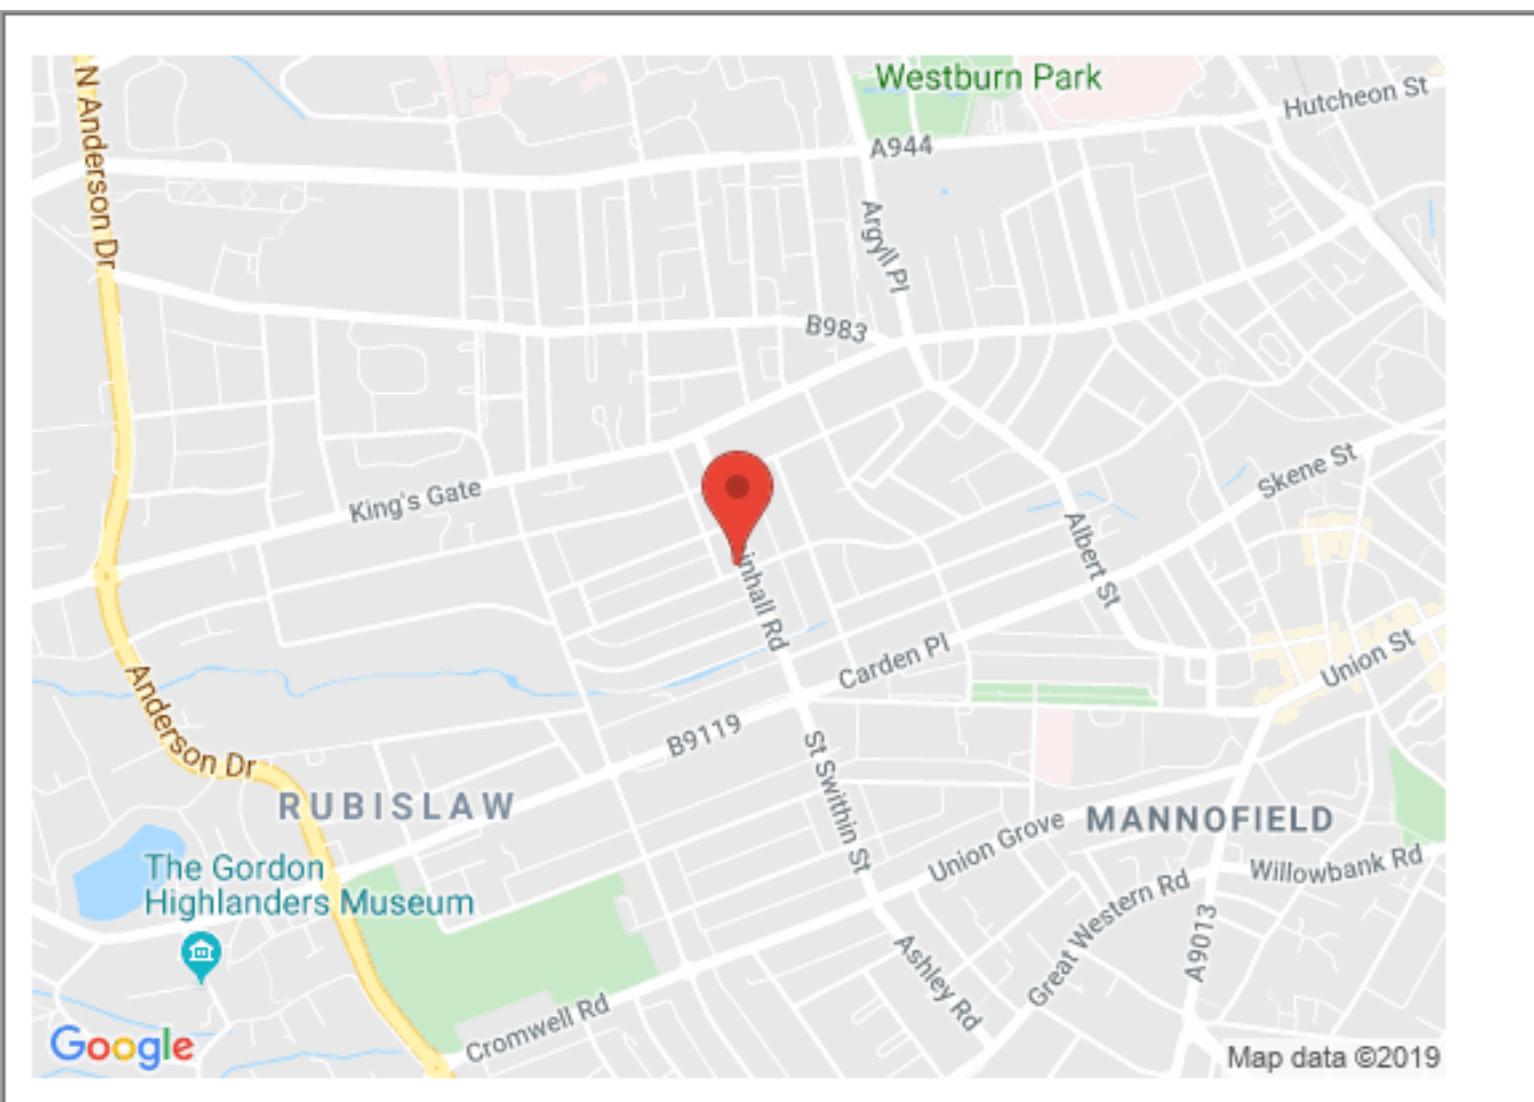 Westburn Park
Hutcheon St
N Anderson Dr
A944
Argyll Pl
B983
King's Gate
Skene St
Albert St
inhall Rd
Carden Pl
Union St
Anderson Dr
B9119
St Swithin St
RUBISLAW
MANNOFIELD
Union Grove
Willowbank Rd
The Gordon
Highlanders Museum
Great Western Rd
A9013
Ashley Rd
Cromwell Rd
Google
Map data ©2019